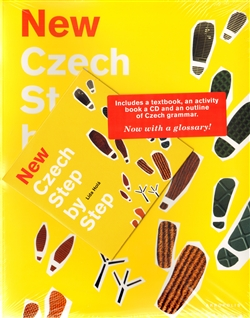 New
Czech
St
b
Includes a textbook, an activity
book a CD and an outline
of Czech grammar.
Now with a glossary!
New
Czech
Step
by
Step
Lída Holá